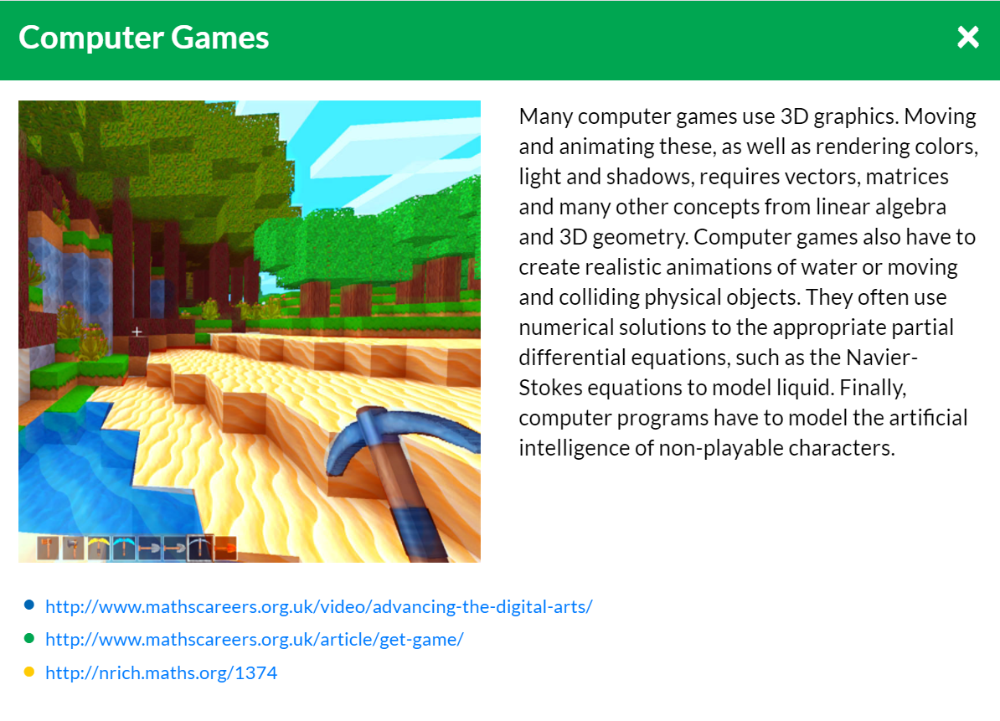 Computer Games
Many computer games use 3D graphics. Moving
and animating these, as well as rendering colors,
light and shadows, requires vectors, matrices
and many other concepts from linear algebra
and 3D geometry. Computer games also have to
create realistic animations of water or moving
and colliding physical objects. They often use
numerical solutions to the appropriate partial
differential equations, such as the Navier-
Stokes equations to model liquid. Finally,
computer programs have to model the artificial
intelligence of non-playable characters.
http://www.mathscareers.org.uk/video/advancing-the-digital-arts/
http://www.mathscareers.org.uk/article/get-game/
http://nrich.maths.org/1374